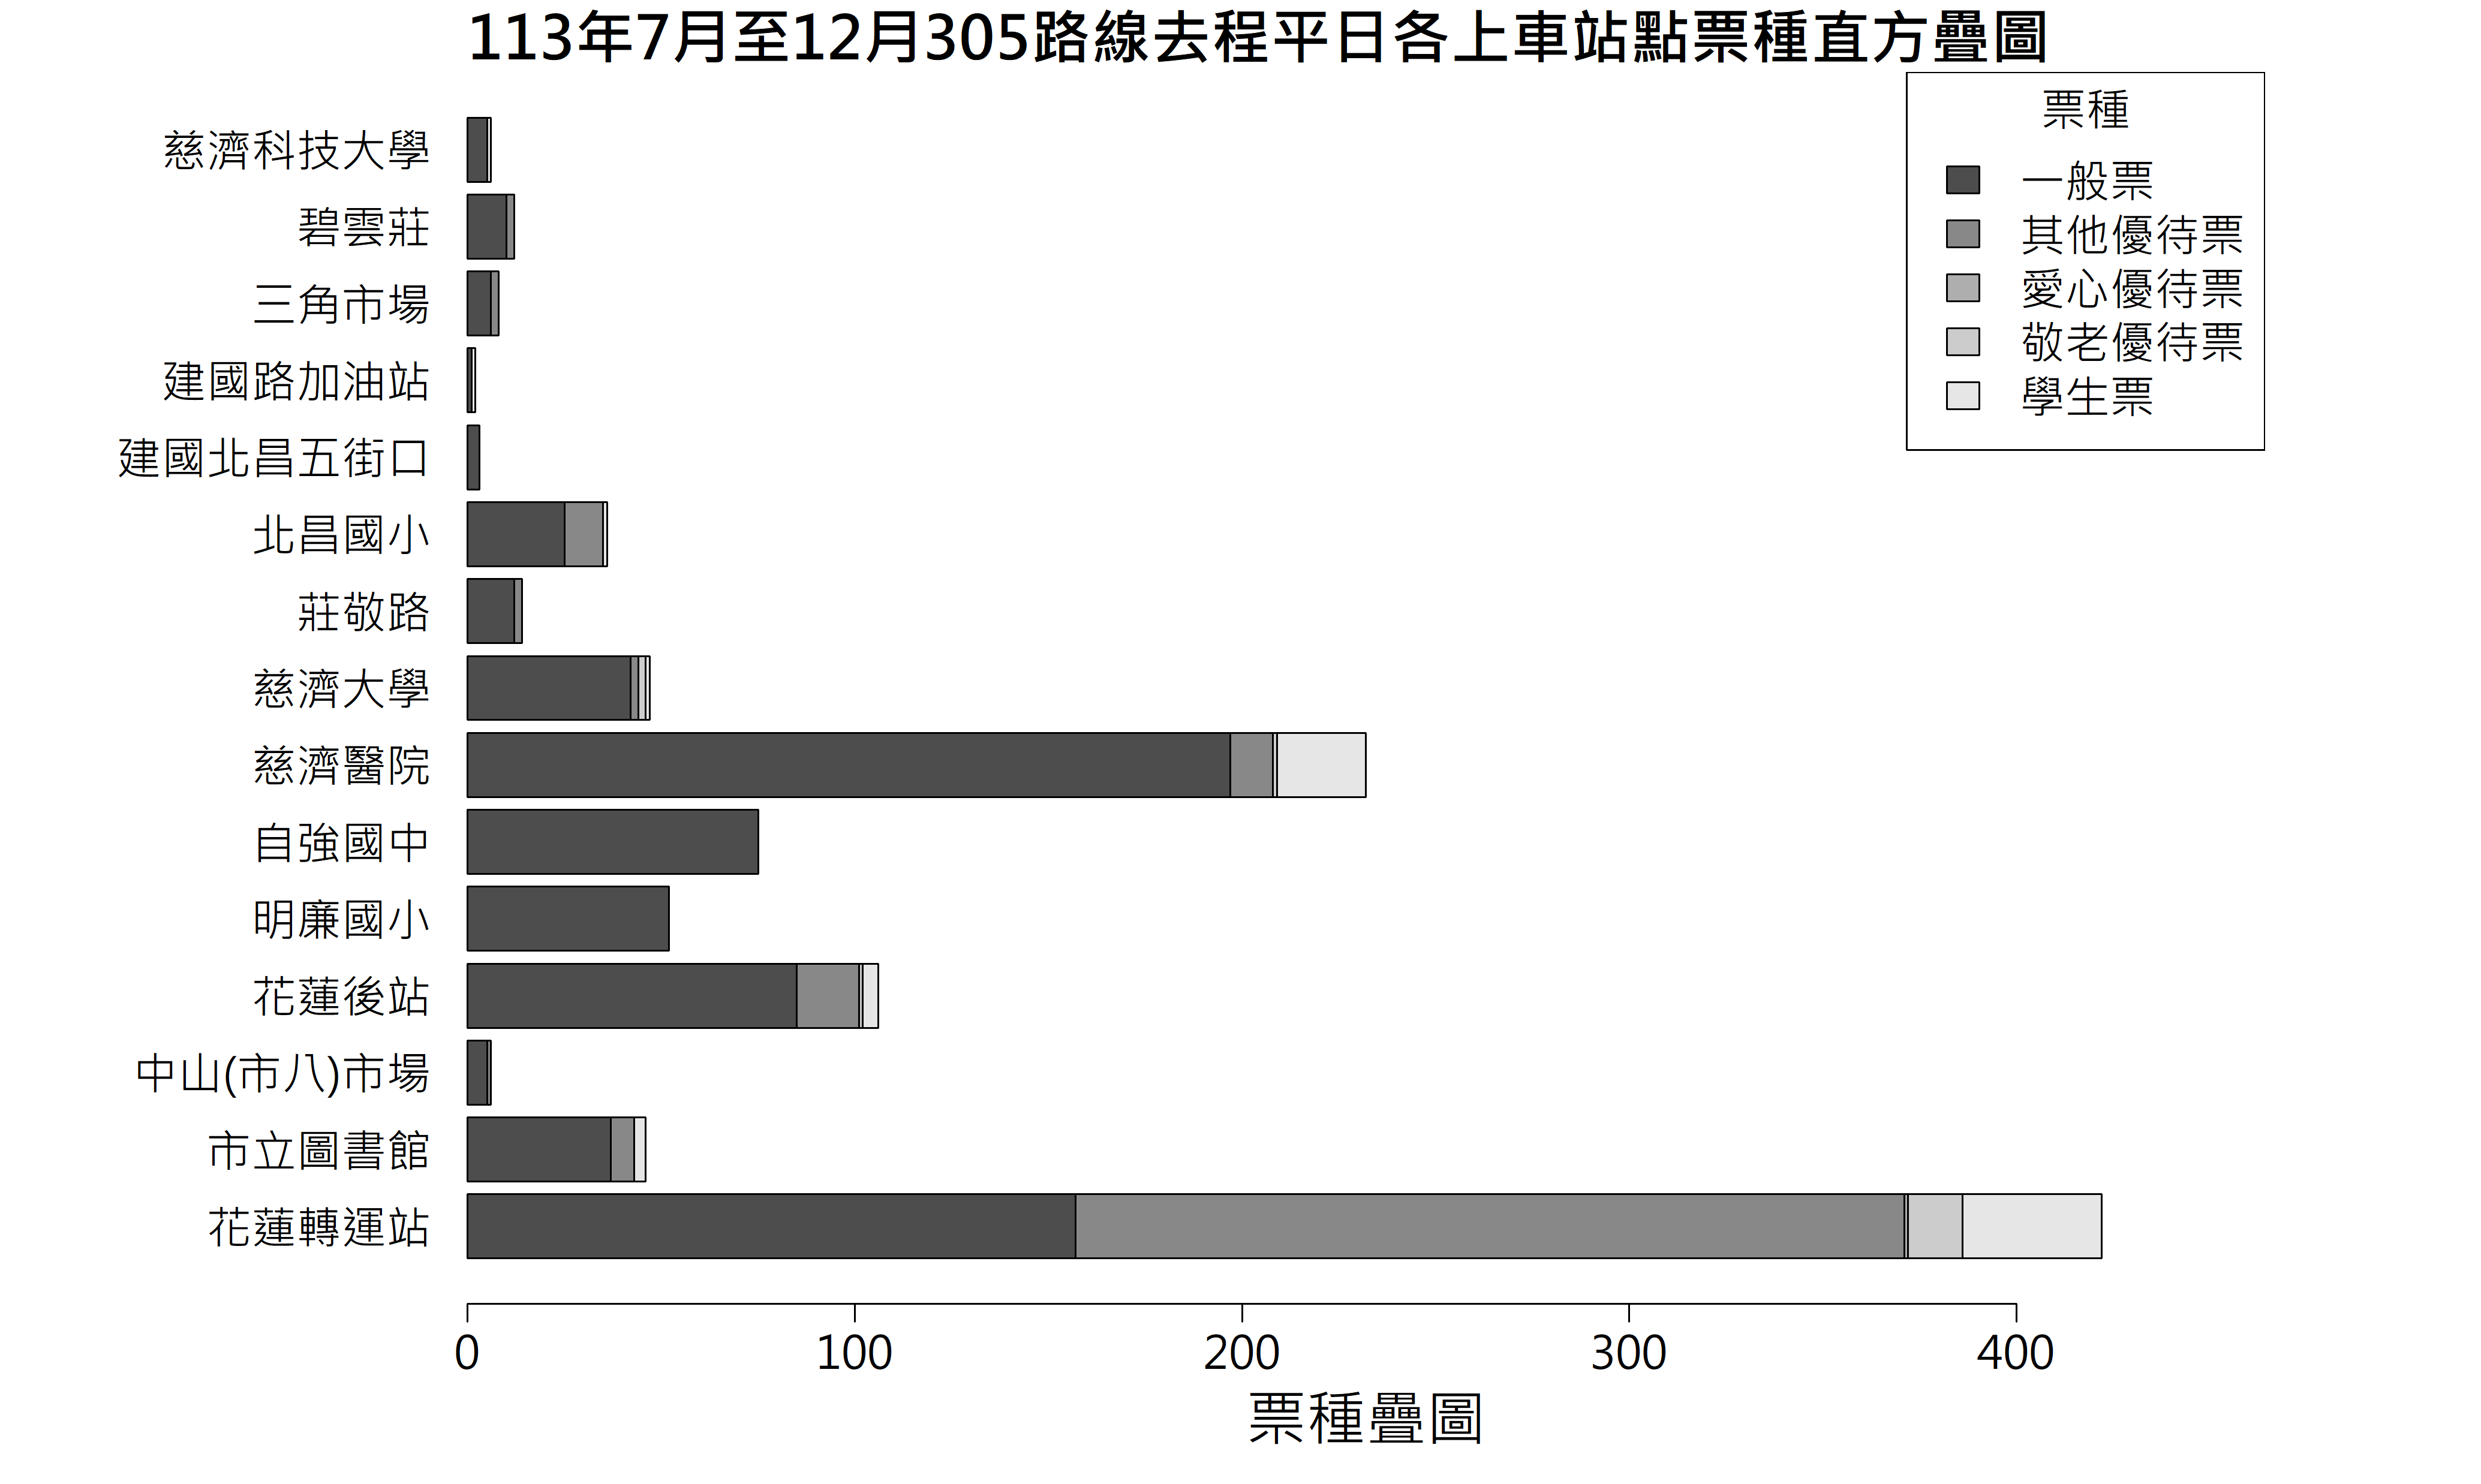 113年7月至12月305路線去程平日各上車站點票種直方疊圖
票種
一般票
其他優待票
愛心優待票
敬老優待票
學生票
慈濟科技大學
碧雲莊
三角市場
建國路加油站
建國北昌五街口
北昌國小
莊敬路
慈濟大學
慈濟醫院
自強國中
明廉國小
花蓮後站
中山(市八)市場
市立圖書館
花蓮轉運站
0 100 200 300 400
票種疊圖